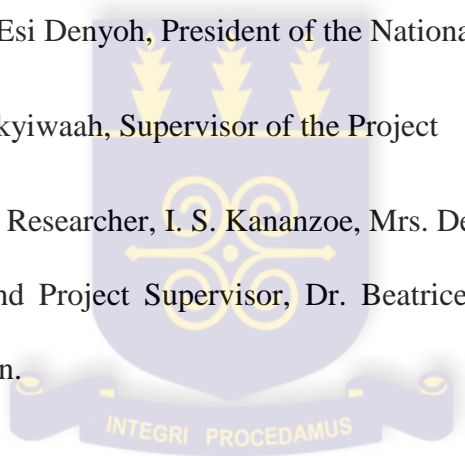 Esi Denyoh, President of the Nationa
kyiwaah, Supervisor of the Project
Researcher, I. S. Kananzoe, Mrs. De
nd Project Supervisor, Dr. Beatrice
n.
INTEGRI PROCEDAMUS